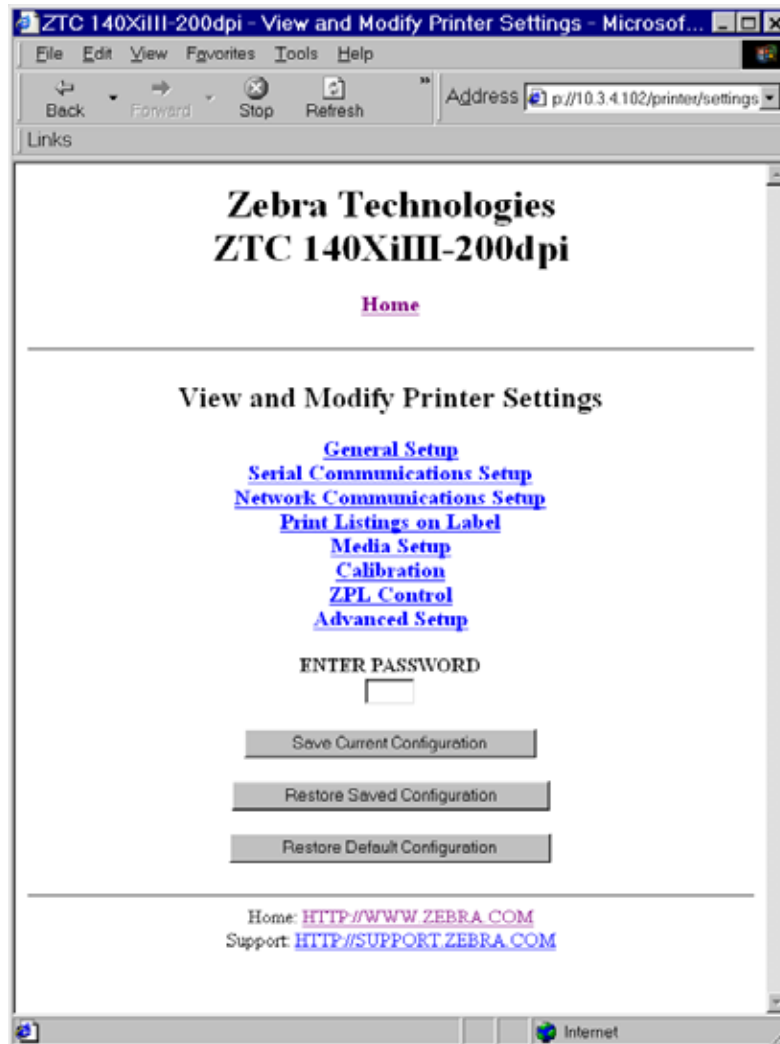 ZTC 140XiIII-200dpi - View and Modify Printer Settings - Microsof...
File Edit View Favorites Tools Help
Back Forward Stop Refresh » Address p://10.3.4.102/printer/settings
Links
Zebra Technologies
ZTC 140XiIII-200dpi
Home
View and Modify Printer Settings
General Setup
Serial Communications Setup
Network Communications Setup
Print Listings on Label
Media Setup
Calibration
ZPL Control
Advanced Setup
ENTER PASSWORD
Save Current Configuration
Restore Saved Configuration
Restore Default Configuration
Home: HTTP://WWW.ZEBRA.COM
Support: HTTP://SUPPORT.ZEBRA.COM
Internet